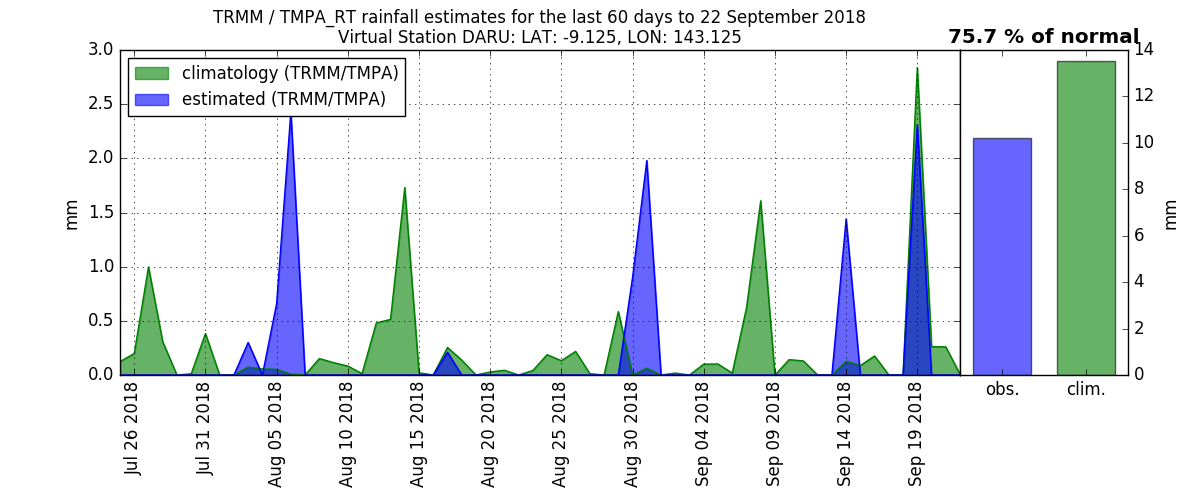 TRMM / TMPA_RT rainfall estimates for the last 60 days to 22 September 2018
Virtual Station DARU: LAT: -9.125, LON: 143.125
75.7 % of normal
climatology (TRMM/TMPA)
estimated (TRMM/TMPA)
3.0
2.5
2.0
1.5
1.0
0.5
0.0
mm
Jul 26 2018
Jul 31 2018
Aug 05 2018
Aug 10 2018
Aug 15 2018
Aug 20 2018
Aug 25 2018
Aug 30 2018
Sep 04 2018
Sep 09 2018
Sep 14 2018
Sep 19 2018
14
12
10
8
6
4
2
0
mm
obs.
clim.